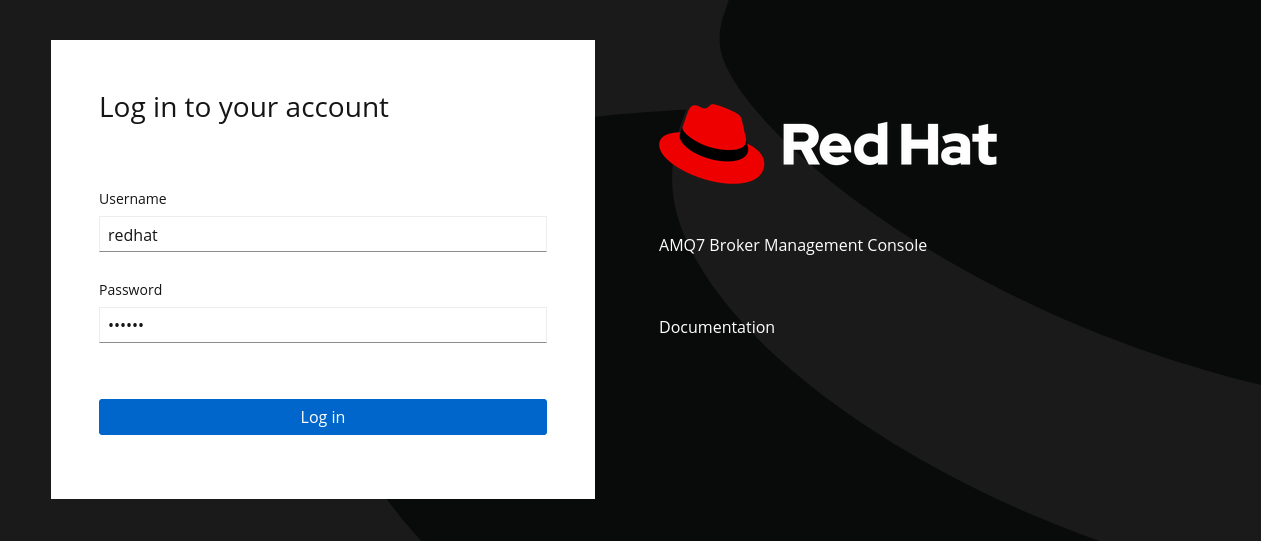 Log in to your account
Username
redhat
Password
••••••
Log in
Red Hat
AMQ7 Broker Management Console
Documentation